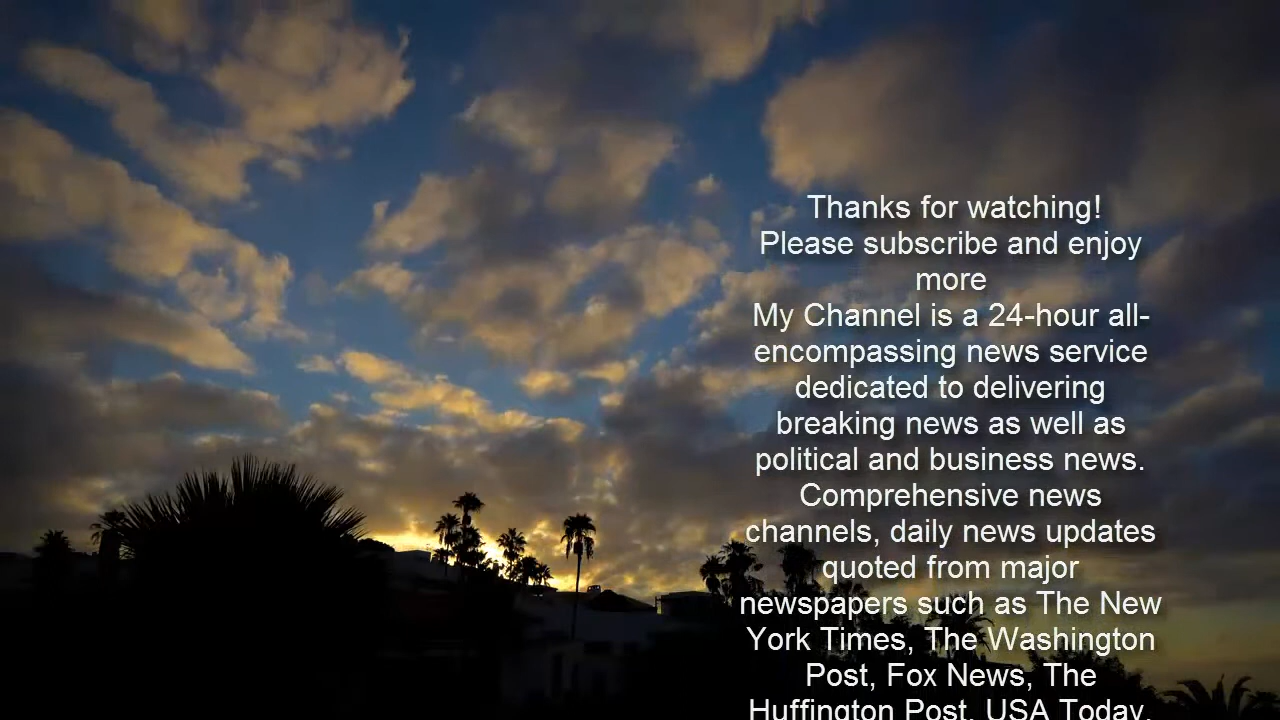 Thanks for watching!
Please subscribe and enjoy
more
My Channel is a 24-hour all-
encompassing news service
dedicated to delivering
breaking news as well as
political and business news.
Comprehensive news
channels, daily news updates
quoted from major
newspapers such as The New
York Times, The Washington
Post, Fox News, The
Huffington Post, USA Today,